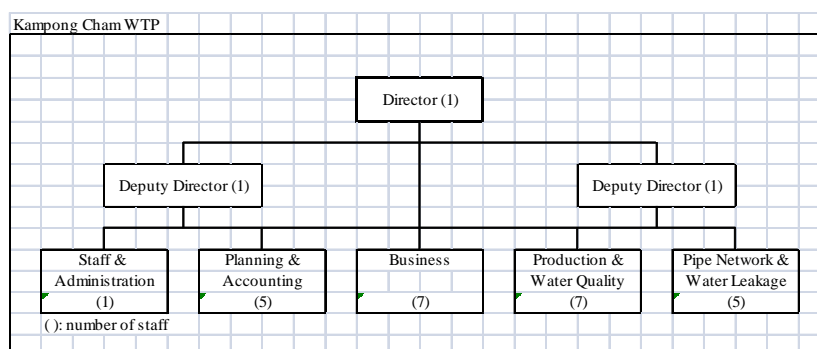 Kampong Cham WTP
Director (1)
Deputy Director (1)
Deputy Director (1)
Staff &
Administration
(1)
Planning &
Accounting
(5)
Business
(7)
Production &
Water Quality
(7)
Pipe Network &
Water Leakage
(5)
( ): number of staff